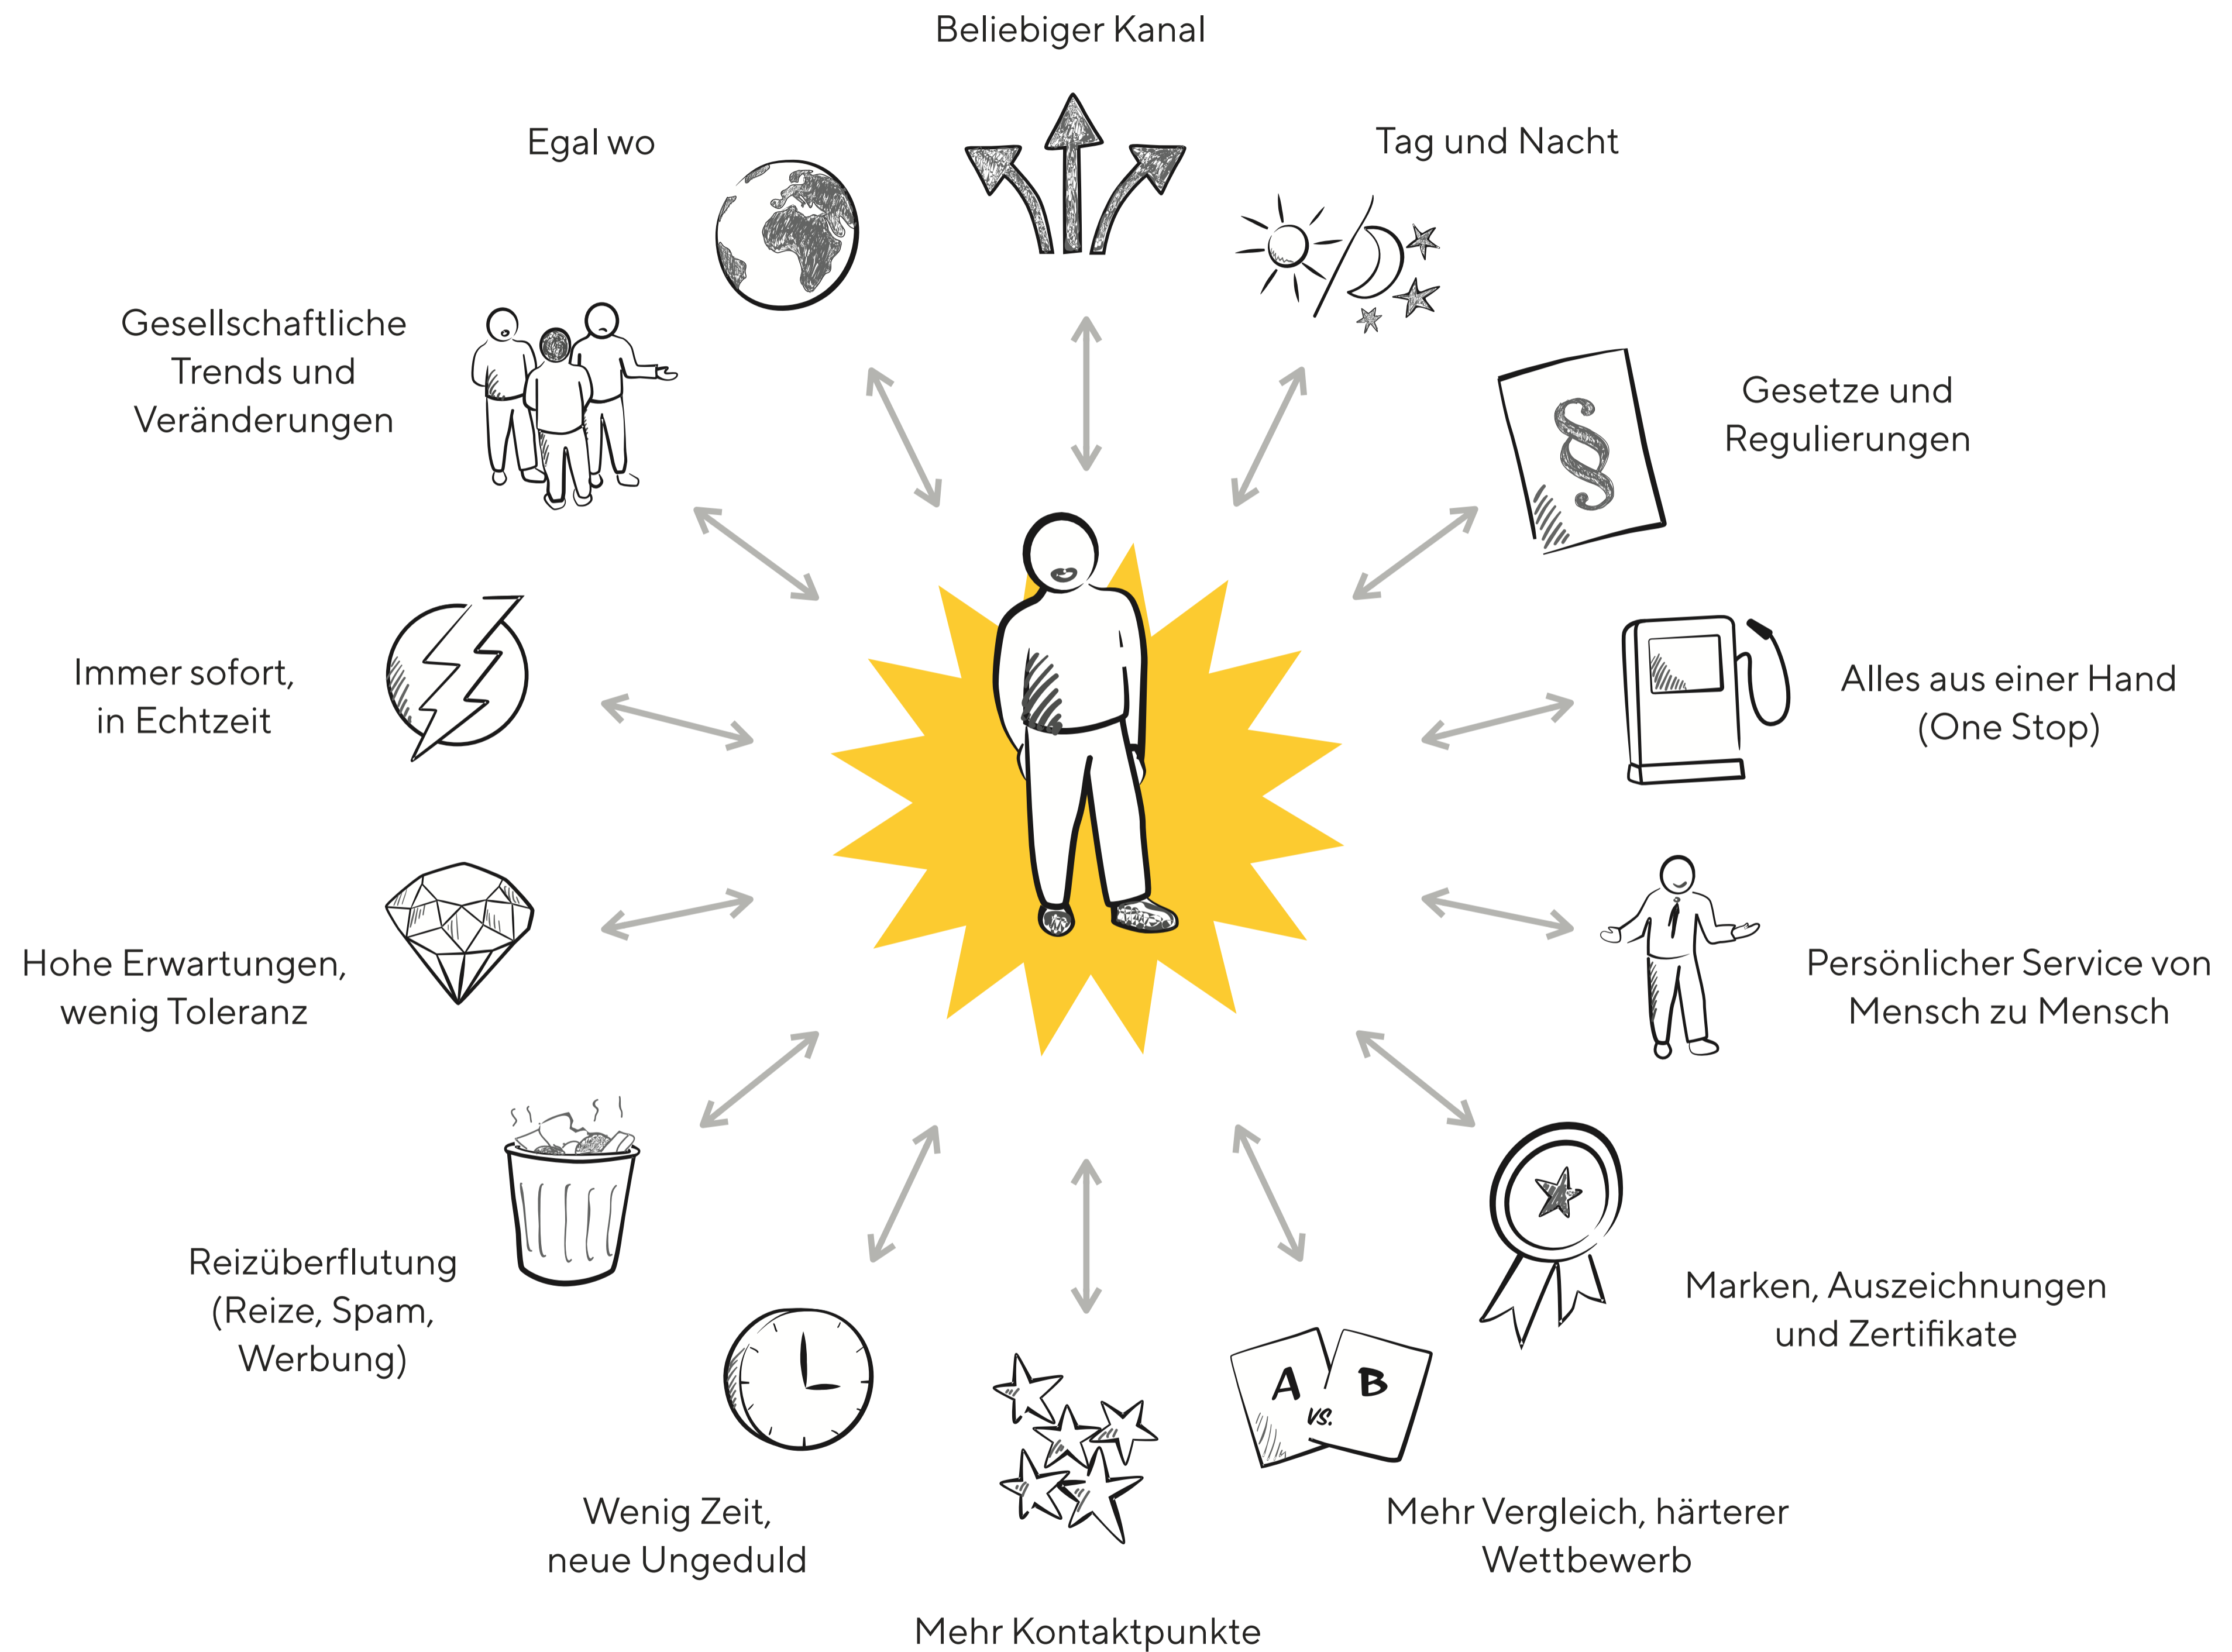 Beliebiger Kanal
Egal wo
Tag und Nacht
Gesellschaftliche
Trends und
Veränderungen
Gesetze und
Regulierungen
§
Immer sofort,
in Echtzeit
Alles aus einer Hand
(One Stop)
Hohe Erwartungen,
wenig Toleranz
Persönlicher Service von
Mensch zu Mensch
Reizüberflutung
(Reize, Spam,
Werbung)
Marken, Auszeichnungen
und Zertifikate
A
vs.
B
Wenig Zeit,
neue Ungeduld
Mehr Vergleich, härterer
Wettbewerb
Mehr Kontaktpunkte